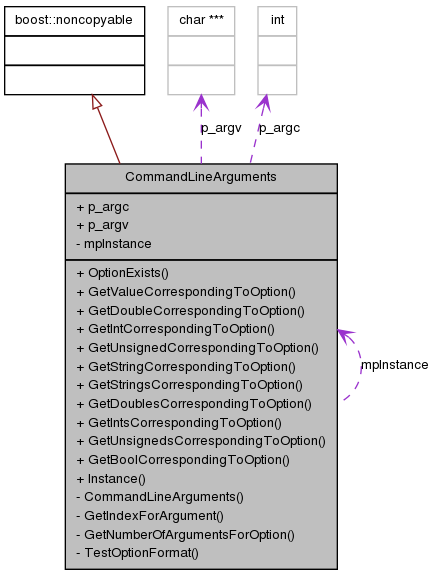 boost::noncopyable
char ***
int
p_argv
p_argc
CommandLineArguments
+ p_argc
+ p_argv
- mpInstance
+ OptionExists()
+ GetValueCorrespondingToOption()
+ GetDoubleCorrespondingToOption()
+ GetIntCorrespondingToOption()
+ GetUnsignedCorrespondingToOption()
+ GetStringCorrespondingToOption()
+ GetStringsCorrespondingToOption()
+ GetDoublesCorrespondingToOption()
+ GetIntsCorrespondingToOption()
+ GetUnsignedsCorrespondingToOption()
+ GetBoolCorrespondingToOption()
+ Instance()
- CommandLineArguments()
- GetIndexForArgument()
- GetNumberOfArgumentsForOption()
- TestOptionFormat()
mpInstance